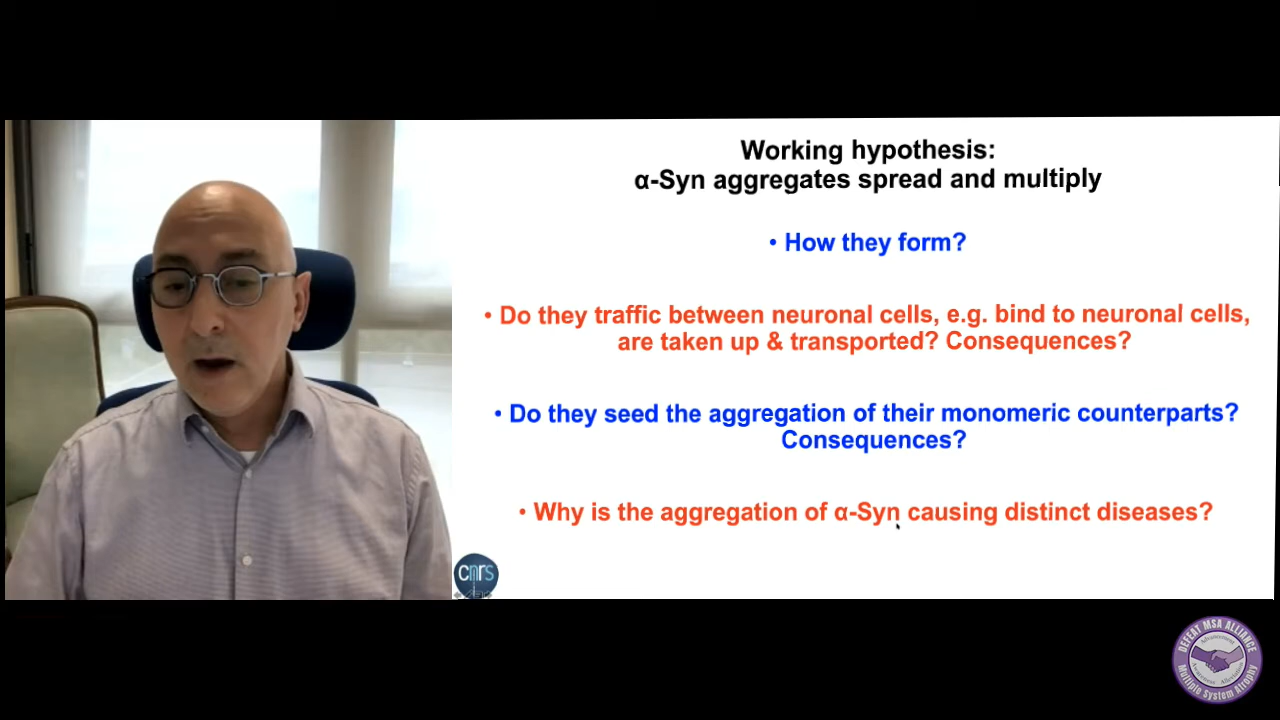 Working hypothesis:
α-Syn aggregates spread and multiply
• How they form?
• Do they traffic between neuronal cells, e.g. bind to neuronal cells,
are taken up & transported? Consequences?
• Do they seed the aggregation of their monomeric counterparts?
Consequences?
• Why is the aggregation of α-Syn causing distinct diseases?
cnrs
DEFEAT MSA ALLIANCE
Advancement
Awareness
Multiple System Atrophy